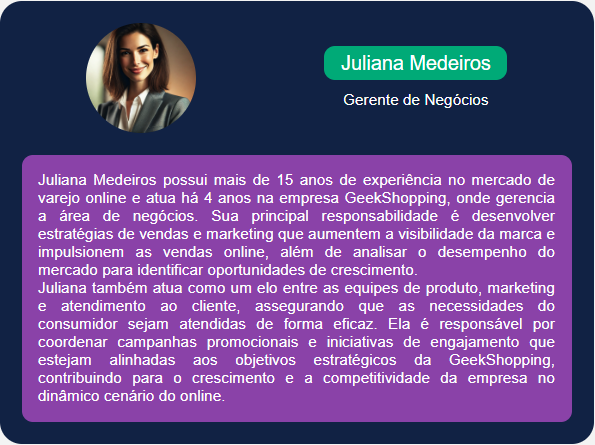 Juliana Medeiros
Gerente de Negócios
Juliana Medeiros possui mais de 15 anos de experiência no mercado de
varejo online e atua há 4 anos na empresa GeekShopping, onde gerencia
a área de negócios. Sua principal responsabilidade é desenvolver
estratégias de vendas e marketing que aumentem a visibilidade da marca e
impulsionem as vendas online, além de analisar o desempenho do
mercado para identificar oportunidades de crescimento.
Juliana também atua como um elo entre as equipes de produto, marketing
e atendimento ao cliente, assegurando que as necessidades do
consumidor sejam atendidas de forma eficaz. Ela é responsável por
coordenar campanhas promocionais e iniciativas de engajamento que
estejam alinhadas aos objetivos estratégicos da GeekShopping,
contribuindo para o crescimento e a competitividade da empresa no
dinâmico cenário do online.